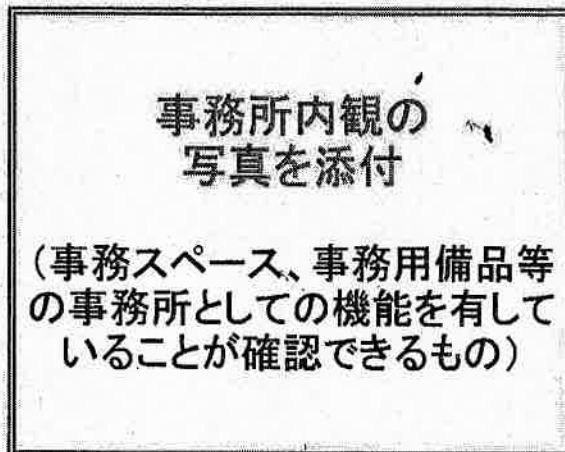 事務所内観の
写真を添付
(事務スペース、事務用備品等
の事務所としての機能を有して
いることが確認できるもの)